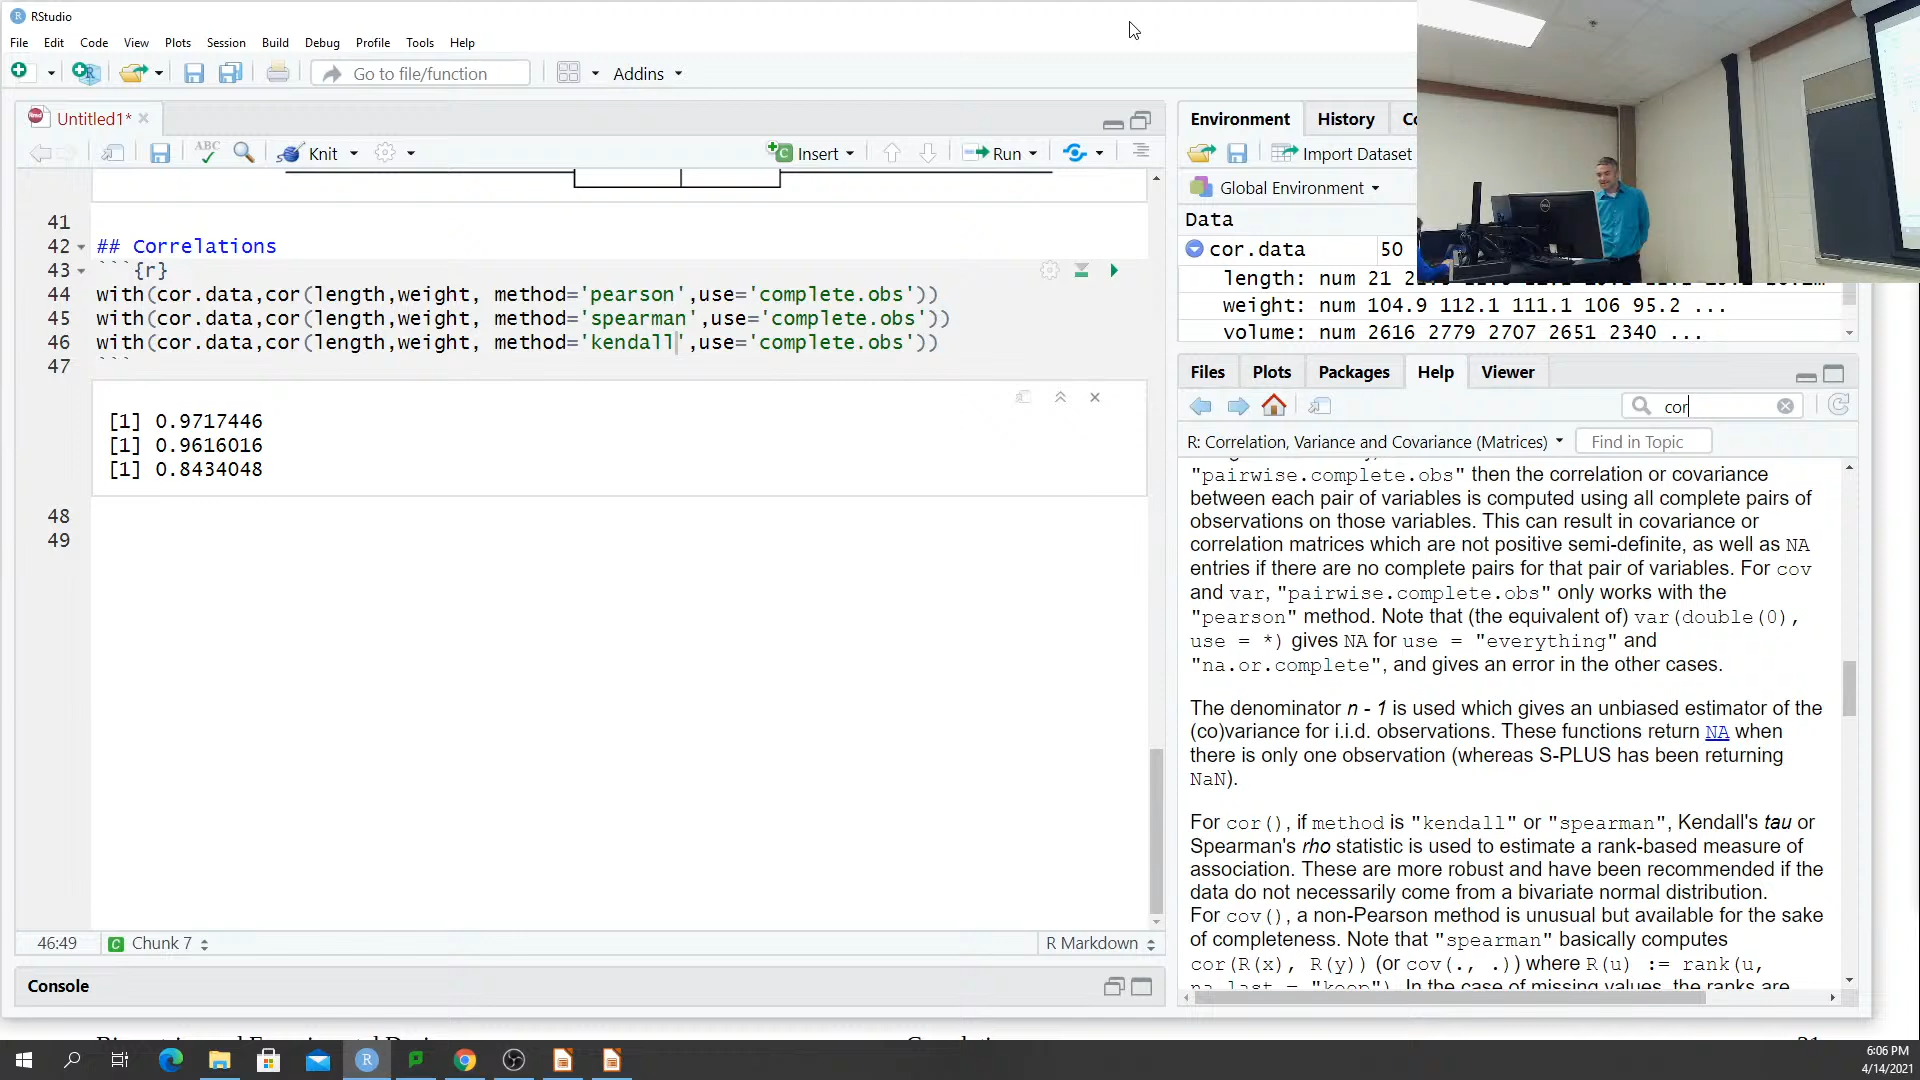 RStudio
File Edit Code View Plots Session Build Debug Profile Tools Help
Go to file/function Addins
Untitled1*
ABC Knit Insert Run
41
42 ## Correlations
43 ```{r}
44 with(cor.data,cor(length,weight, method='pearson',use='complete.obs'))
45 with(cor.data,cor(length,weight, method='spearman',use='complete.obs'))
46 with(cor.data,cor(length,weight, method='kendall',use='complete.obs'))
47 ```
[1] 0.9717446
[1] 0.9616016
[1] 0.8434048
48
49
46:49 Chunk 7 R Markdown
Console
Environment History
Import Dataset
Global Environment
Data
cor.data 50
length: num 21
weight: num 104.9 112.1 111.1 106 95.2 ...
volume: num 2616 2779 2707 2651 2340 ...
Files Plots Packages Help Viewer
cor
R: Correlation, Variance and Covariance (Matrices) Find in Topic
"pairwise.complete.obs" then the correlation or covariance
between each pair of variables is computed using all complete pairs of
observations on those variables. This can result in covariance or
correlation matrices which are not positive semi-definite, as well as NA
entries if there are no complete pairs for that pair of variables. For cov
and var, "pairwise.complete.obs" only works with the
"pearson" method. Note that (the equivalent of) var(double(0),
use = *) gives NA for use = "everything" and
"na.or.complete", and gives an error in the other cases.
The denominator n - 1 is used which gives an unbiased estimator of the
(co)variance for i.i.d. observations. These functions return NA when
there is only one observation (whereas S-PLUS has been returning
NaN).
For cor(), if method is "kendall" or "spearman", Kendall's tau or
Spearman's rho statistic is used to estimate a rank-based measure of
association. These are more robust and have been recommended if the
data do not necessarily come from a bivariate normal distribution.
For cov(), a non-Pearson method is unusual but available for the sake
of completeness. Note that "spearman" basically computes
cor(R(x), R(y)) (or cov(., .)) where R(u) := rank(u,
na.last = "keep"). In the case of missing values, the ranks are
6:06 PM
4/14/2021